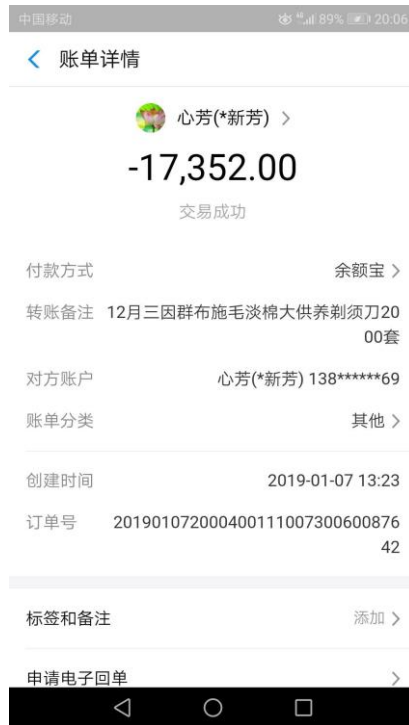 中国移动 4G 89% 20:06
账单详情
心芳(*新芳)
-17,352.00
交易成功
付款方式 余额宝
转账备注 12月三因群布施毛淡棉大供养剃须刀20
00套
对方账户 心芳(*新芳) 138******69
账单分类 其他
创建时间 2019-01-07 13:23
订单号 201901072000400111007300600876
42
标签和备注 添加
申请电子回单